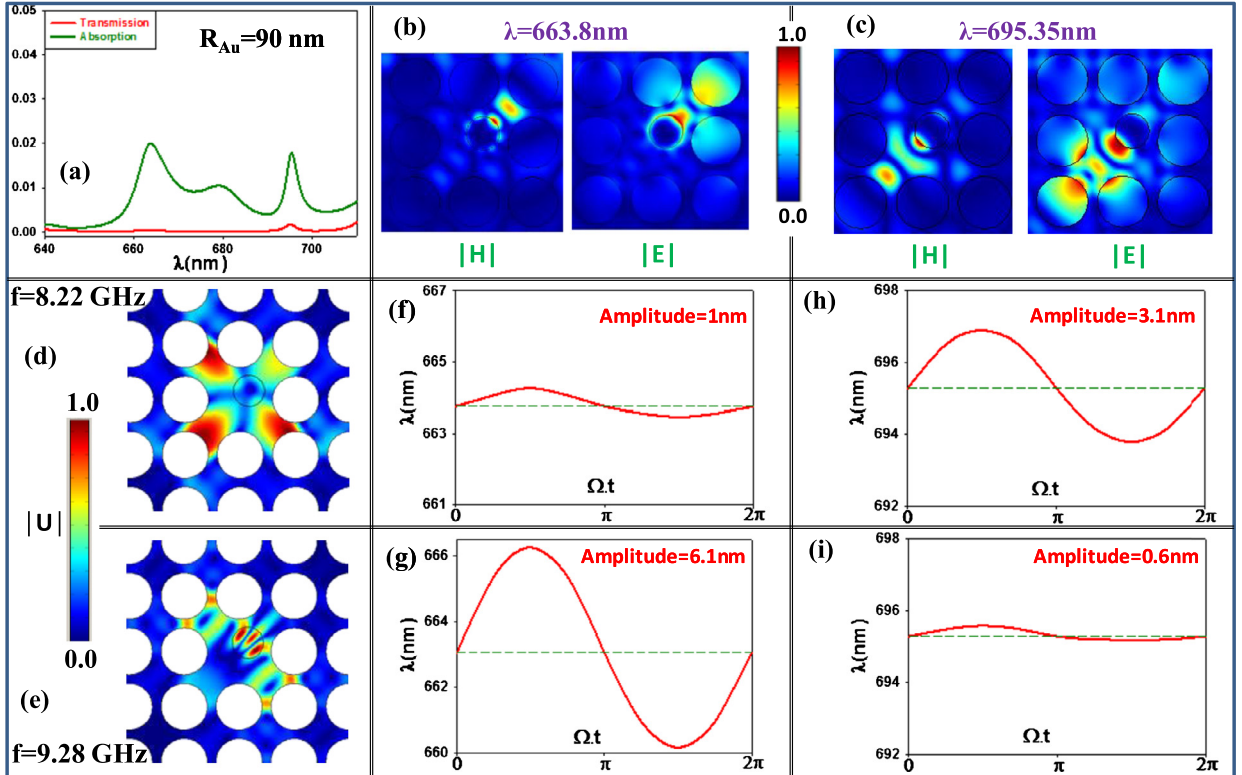 0.05
0.04
0.03
0.02
0.01
0.00
Transmission
Absorption
R_Au=90 nm
(a)
640
660
680
700
λ(nm)
(b)
λ=663.8nm
|H|
|E|
1.0
0.0
(c)
λ=695.35nm
|H|
|E|
f=8.22 GHz
(d)
1.0
|U|
0.0
(e)
f=9.28 GHz
(f)
Amplitude=1nm
667
665
663
661
λ(nm)
Ω.t
0
π
2π
(h)
Amplitude=3.1nm
698
696
694
692
λ(nm)
Ω.t
0
π
2π
(g)
Amplitude=6.1nm
666
664
662
660
λ(nm)
Ω.t
0
π
2π
(i)
Amplitude=0.6nm
698
696
694
692
λ(nm)
Ω.t
0
π
2π